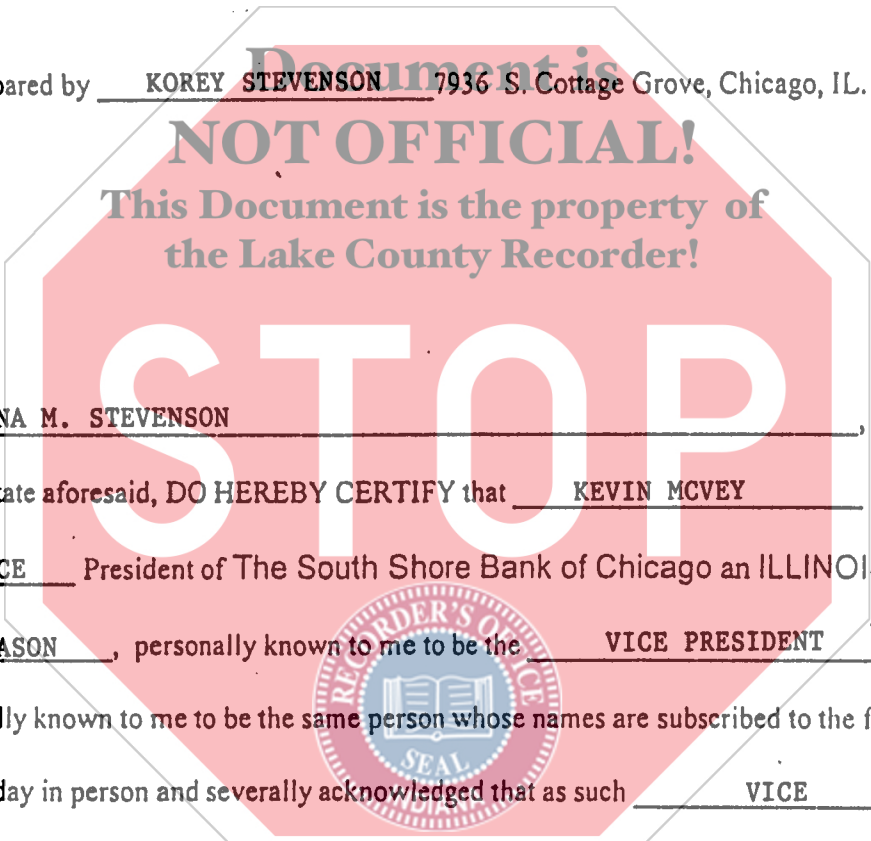 Document is
pared by KOREY STEVENSON 7936 S. Cottage Grove, Chicago, IL.
NOT OFFICIAL!
This Document is the property of
the Lake County Recorder!
STOP
NA M. STEVENSON,
ate aforesaid, DO HEREBY CERTIFY that KEVIN MCVEY
CE President of The South Shore Bank of Chicago an ILLINOI
ASON, personally known to me to be the VICE PRESIDENT
lly known to me to be the same person whose names are subscribed to the f
day in person and severally acknowledged that as such VICE
RECORDER'S OFFICE
SEAL
INDIANA